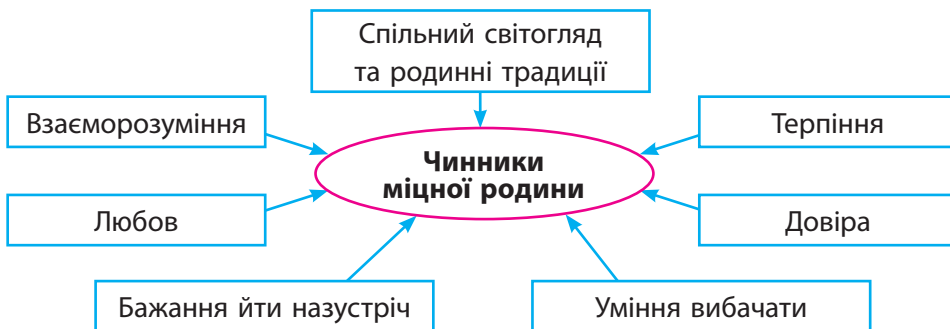 Спільний світогляд
та родинні традиції
Взаєморозуміння
Терпіння
Чинники
міцної родини
Любов
Довіра
Бажання йти назустріч
Уміння вибачати